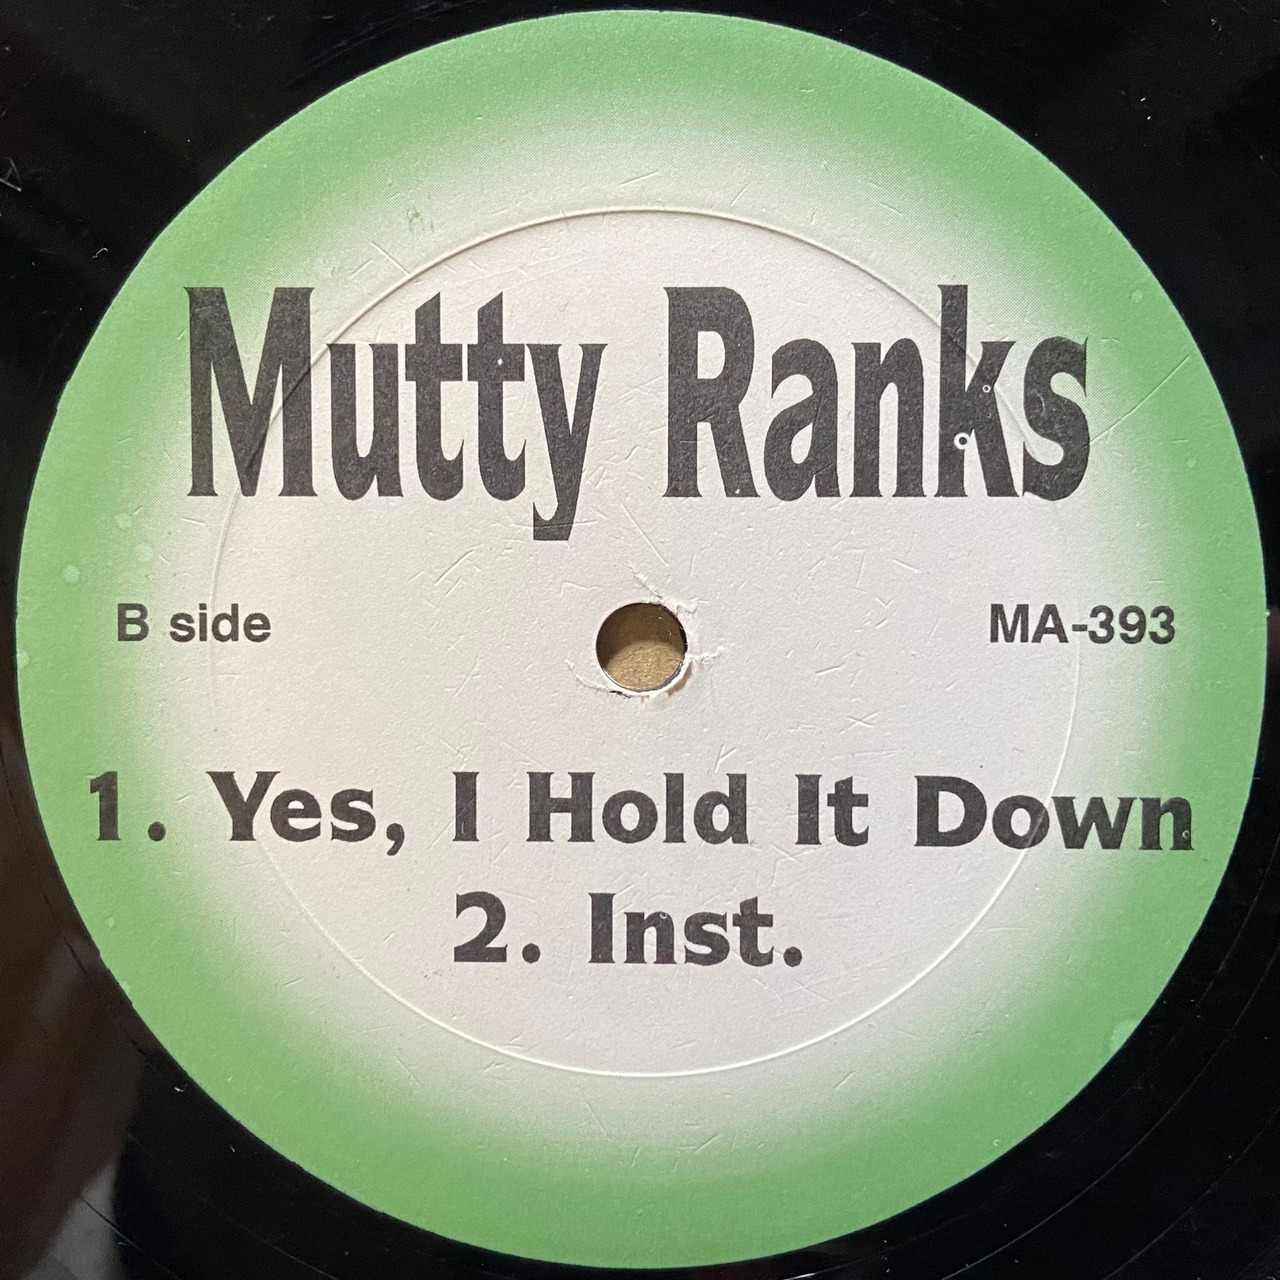 Mutty Ranks
B side
MA-393
1. Yes, I Hold It Down
2. Inst.